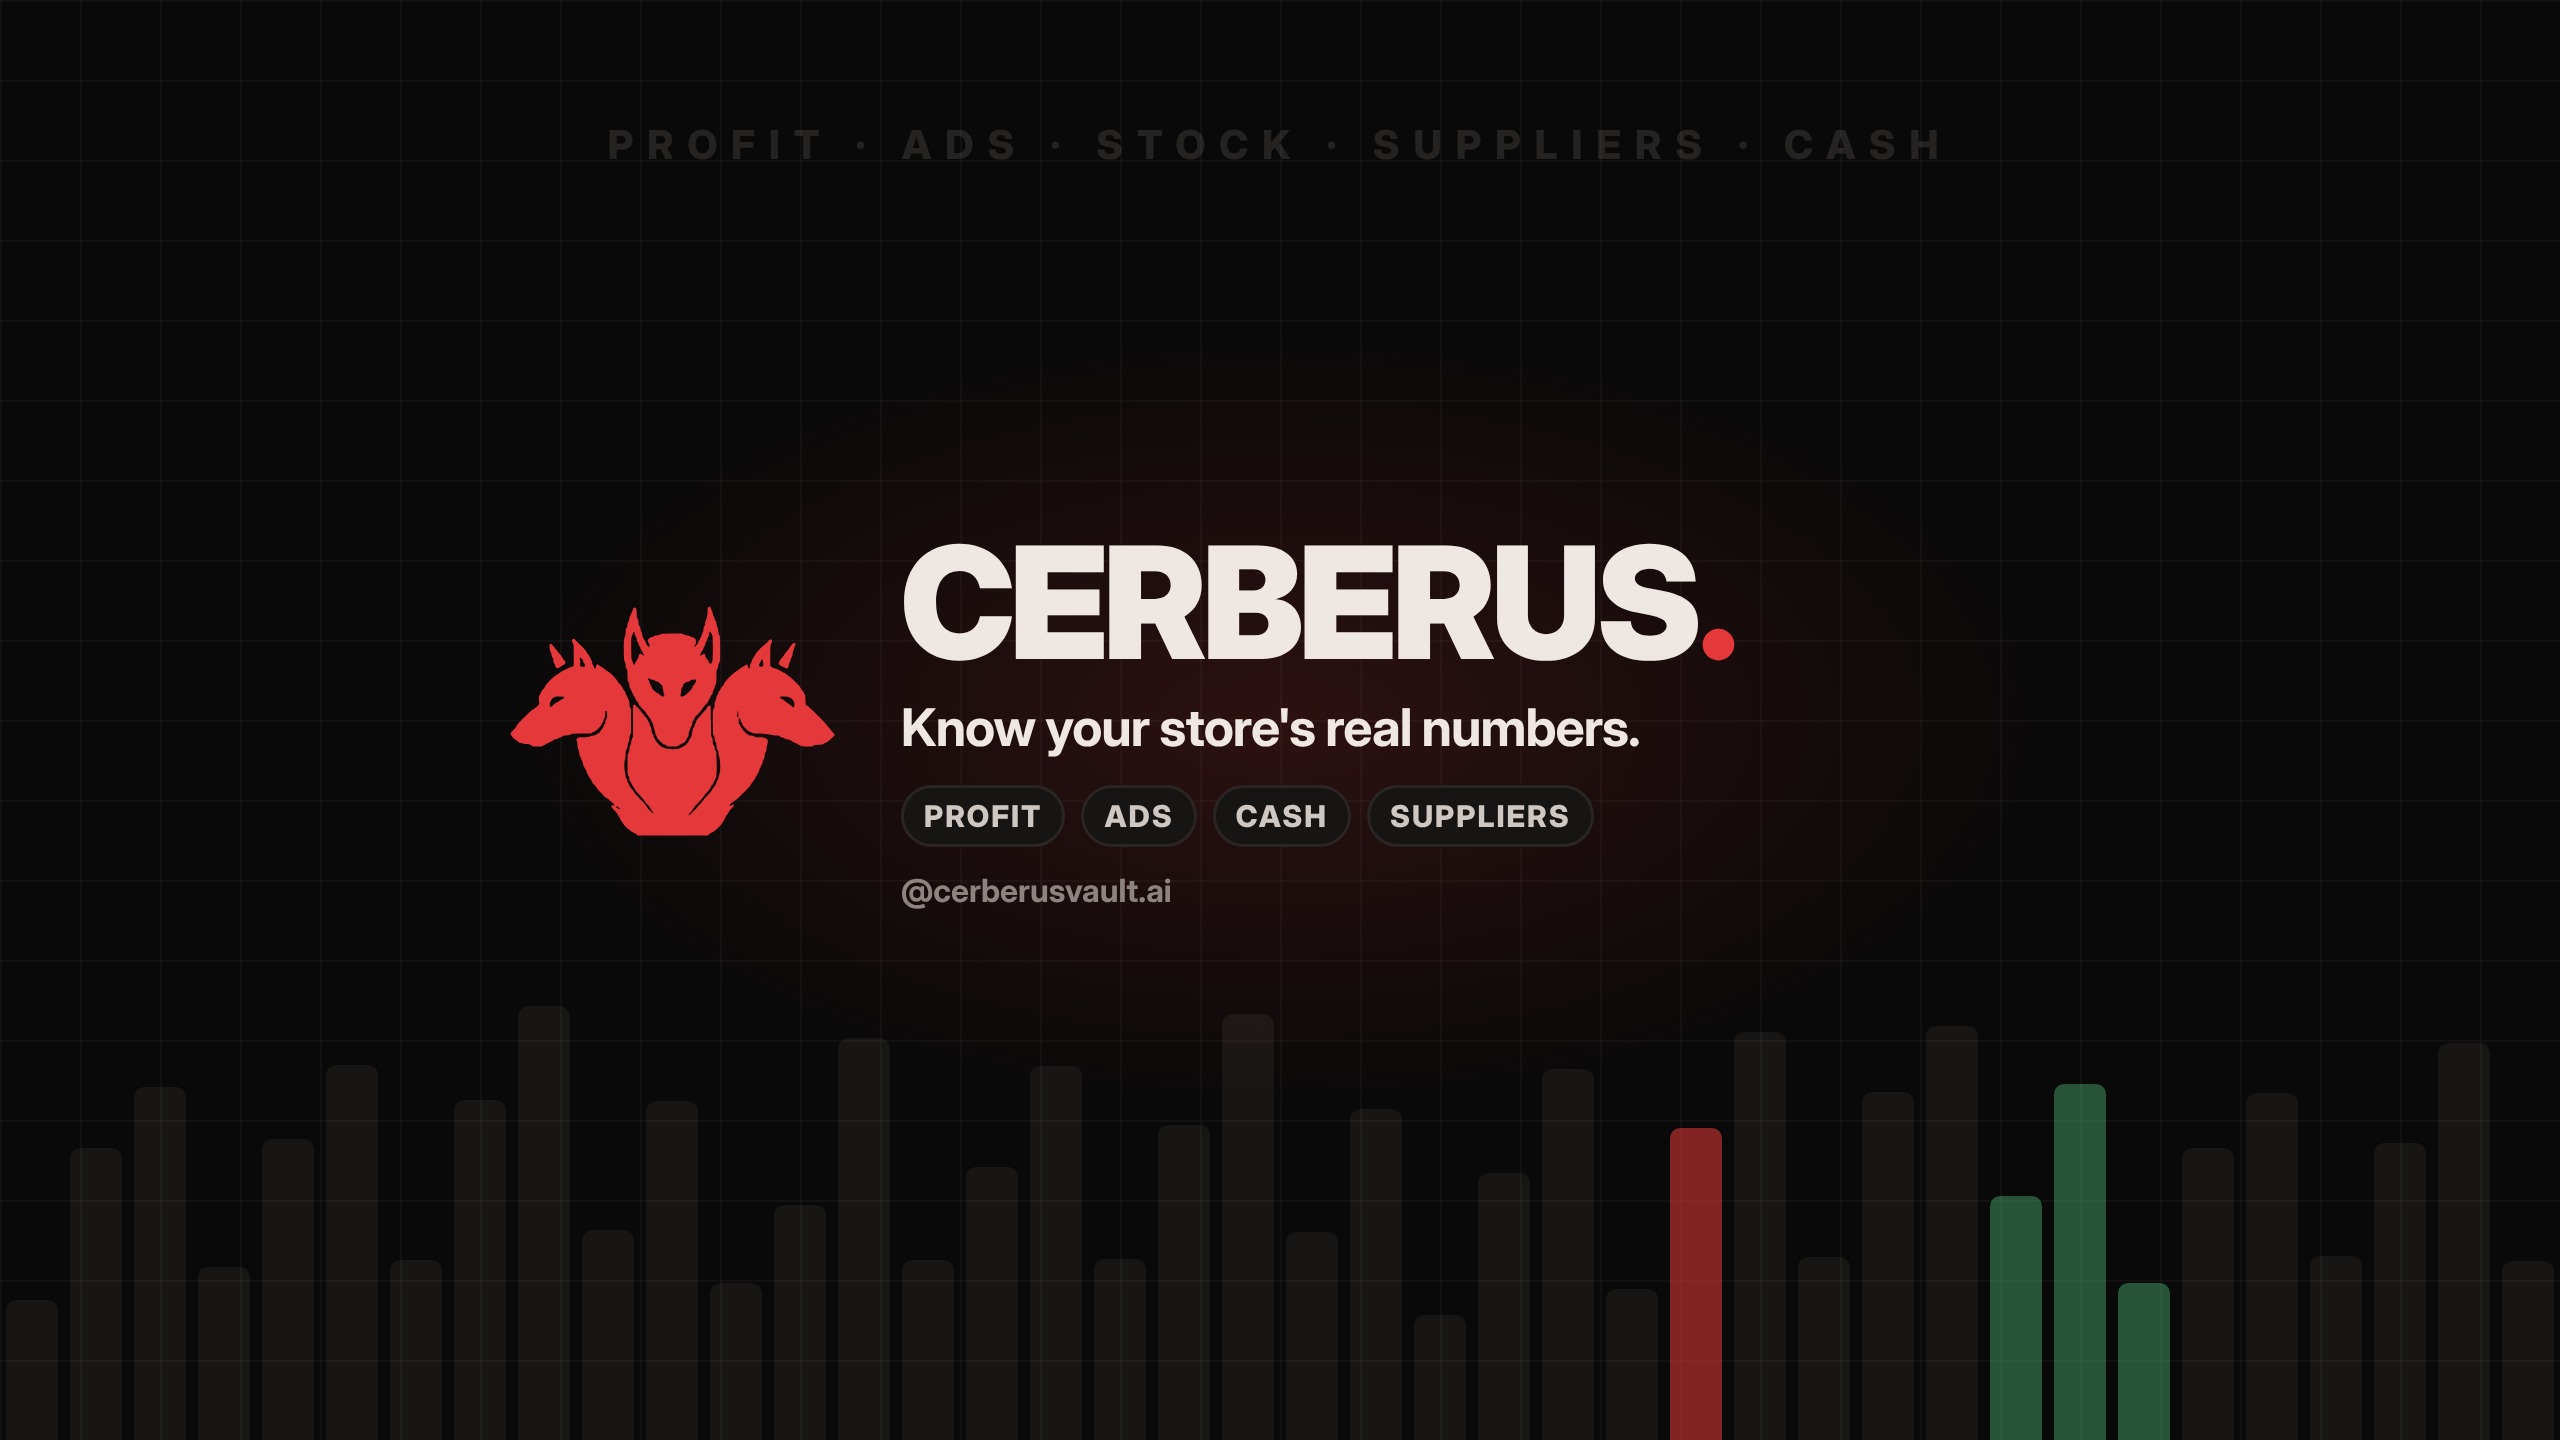 PROFIT · ADS · STOCK · SUPPLIERS · CASH
CERBERUS.
Know your store's real numbers.
PROFIT ADS CASH SUPPLIERS
@cerberusvault.ai